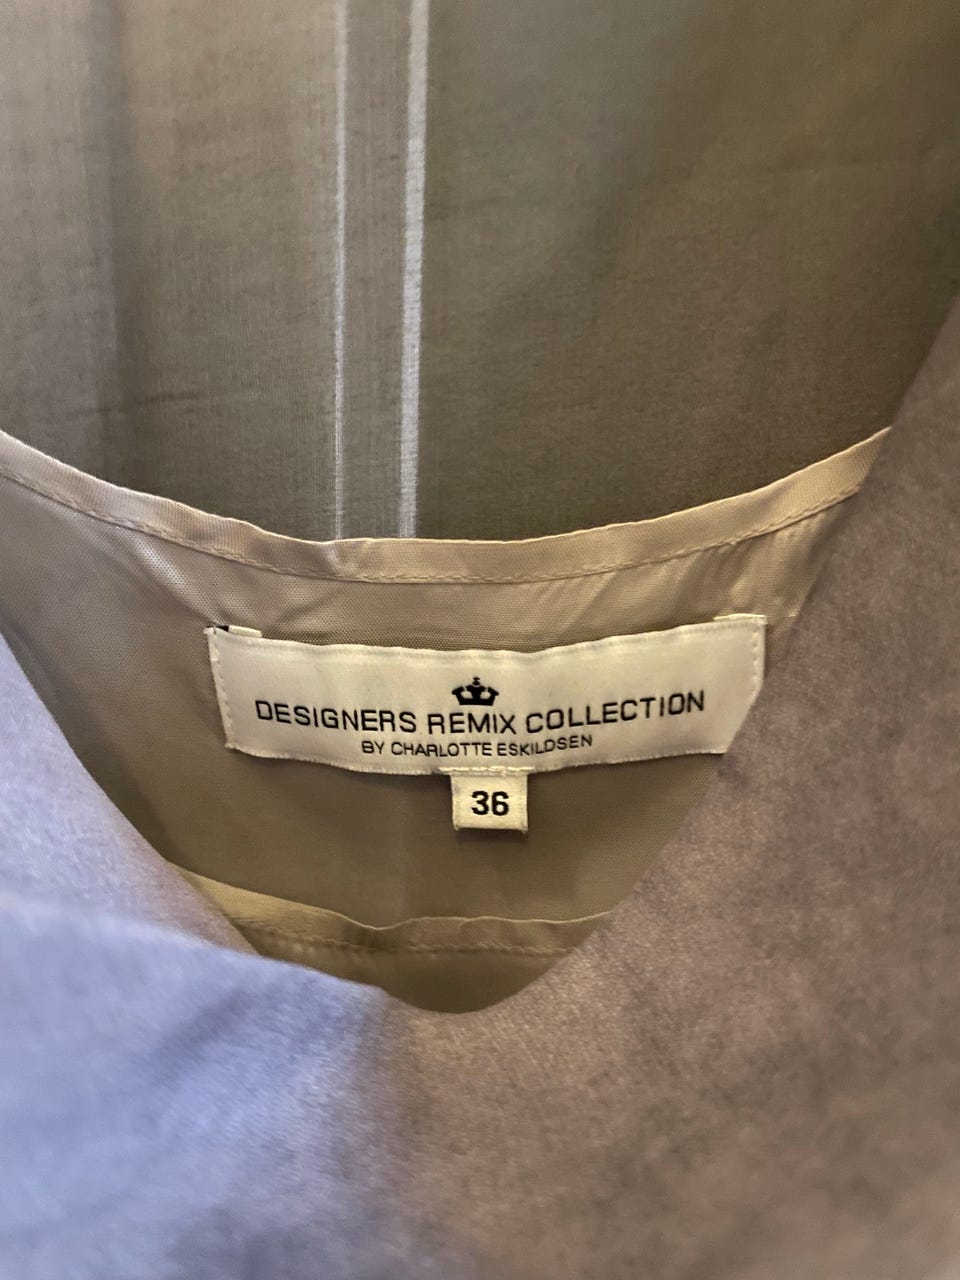 DESIGNERS REMIX COLLECTION
BY CHARLOTTE ESKILDSEN
36